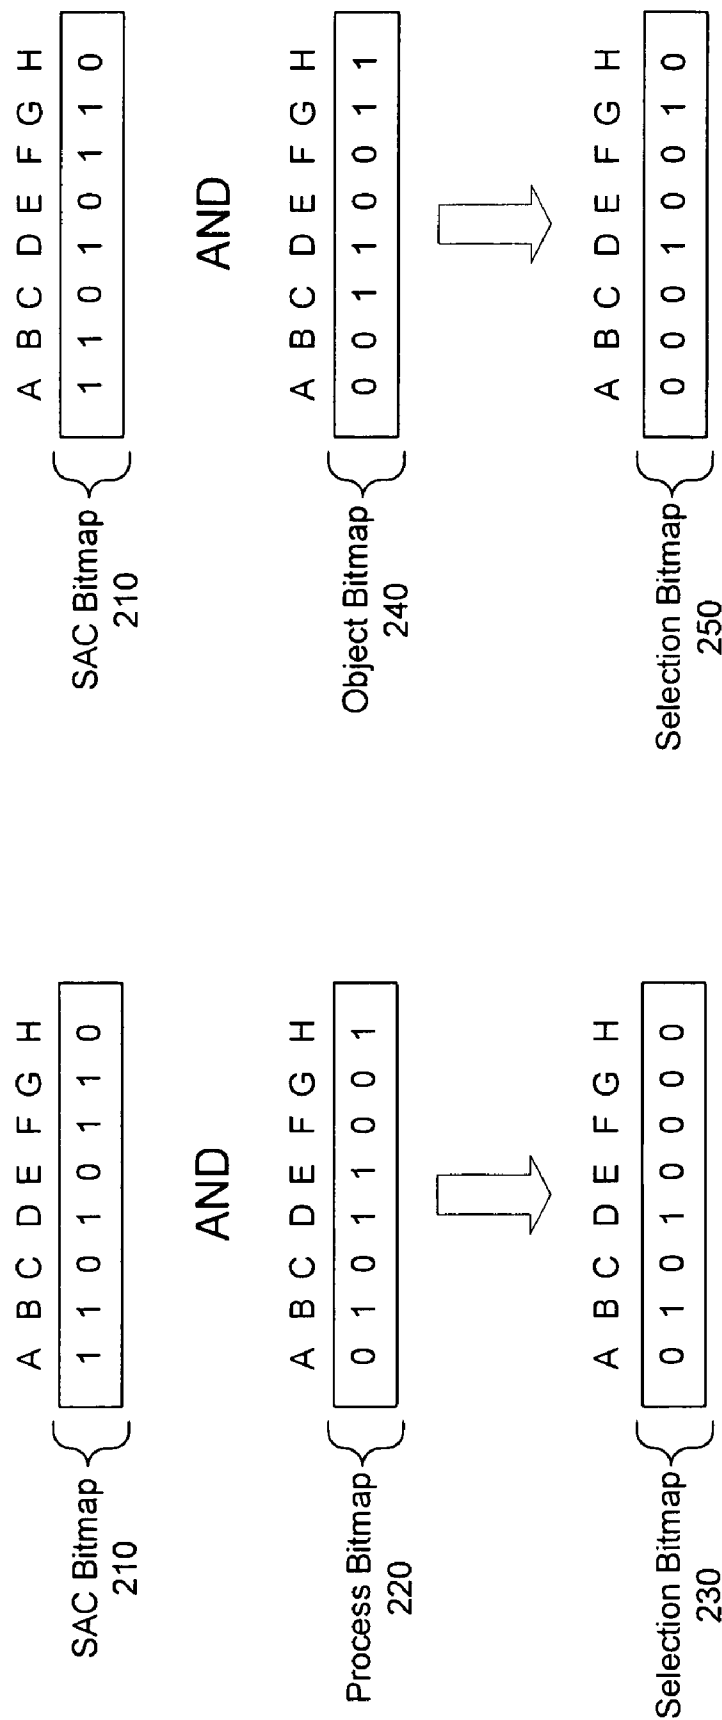 A B C D E F G H
SAC Bitmap
210
1 1 0 1 0 1 1 0
AND
A B C D E F G H
Process Bitmap
220
0 1 0 1 1 0 0 1
A B C D E F G H
Selection Bitmap
230
0 1 0 1 0 0 0 0
A B C D E F G H
SAC Bitmap
210
1 1 0 1 0 1 1 0
AND
A B C D E F G H
Object Bitmap
240
0 0 1 1 0 0 1 1
A B C D E F G H
Selection Bitmap
250
0 0 0 1 0 0 1 0